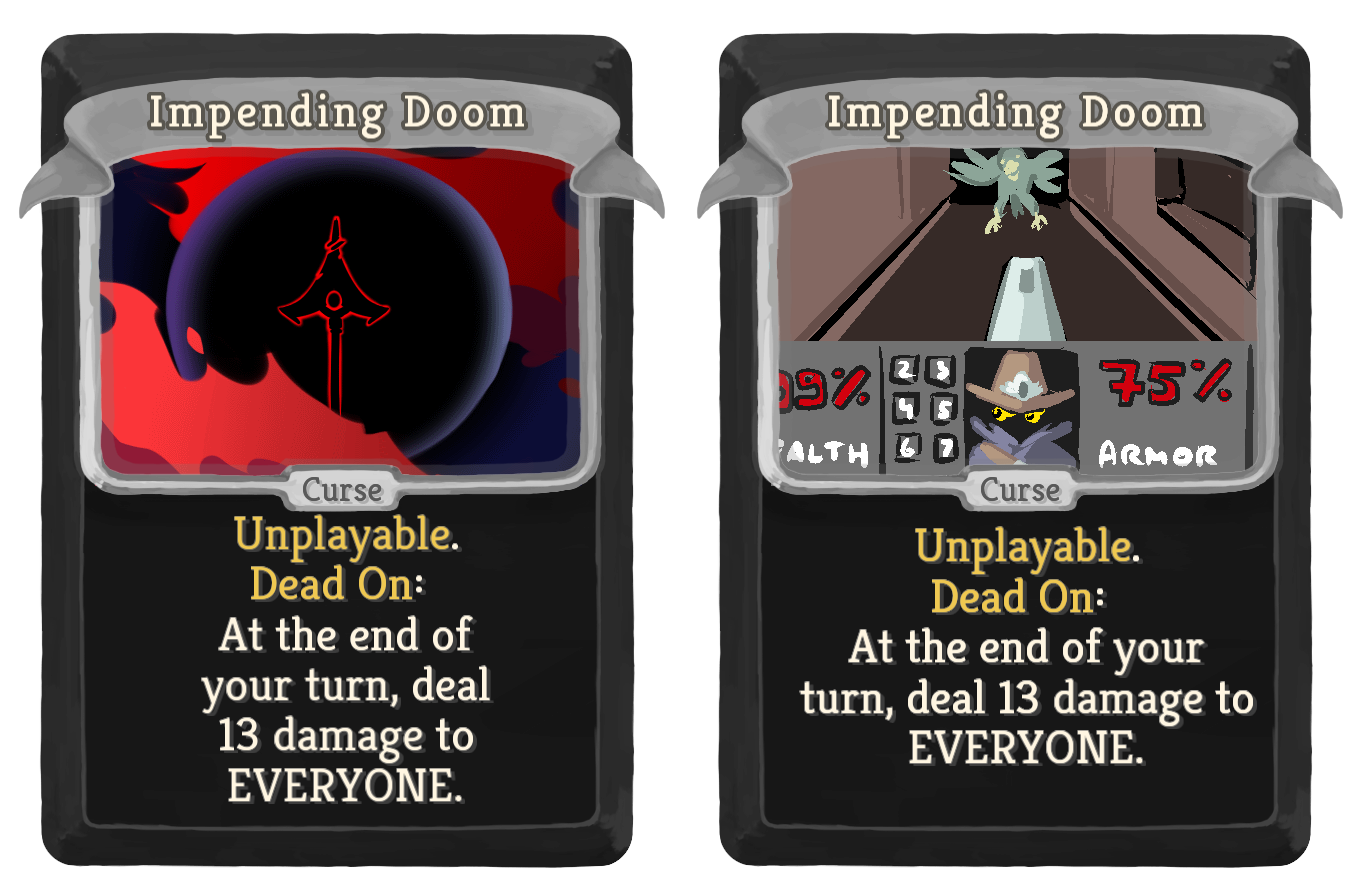 Impending Doom
Curse
Unplayable.
Dead On:
At the end of
your turn, deal
13 damage to
EVERYONE.
Impending Doom
99%
2 3
4 5
6 7
75%
ALTH
ARMOR
Curse
Unplayable.
Dead On:
At the end of your
turn, deal 13 damage to
EVERYONE.